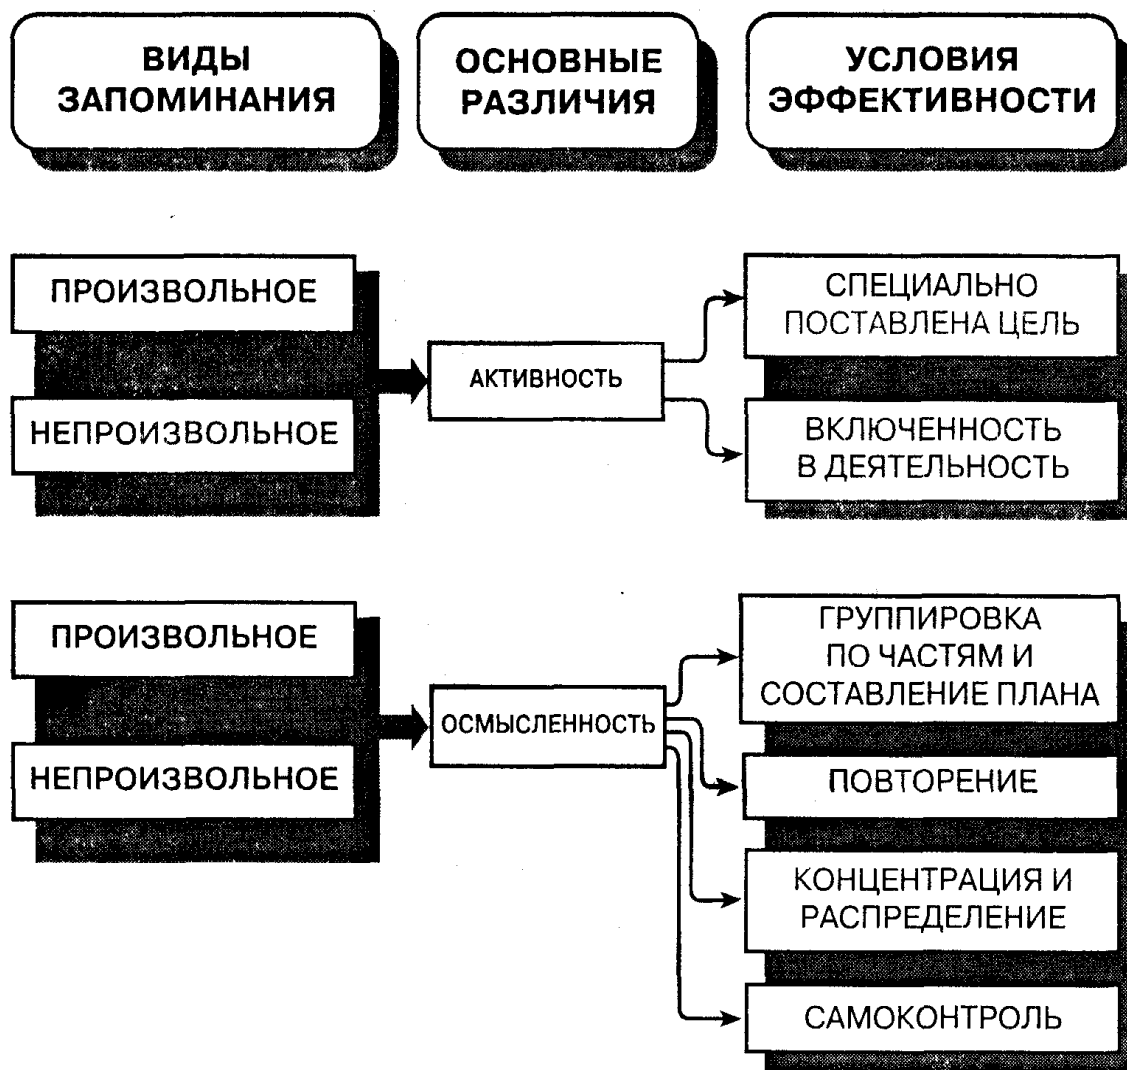 ВИДЫ
ЗАПОМИНАНИЯ
ОСНОВНЫЕ
РАЗЛИЧИЯ
УСЛОВИЯ
ЭФФЕКТИВНОСТИ
ПРОИЗВОЛЬНОЕ
НЕПРОИЗВОЛЬНОЕ
АКТИВНОСТЬ
СПЕЦИАЛЬНО
ПОСТАВЛЕНА ЦЕЛЬ
ВКЛЮЧЕННОСТЬ
В ДЕЯТЕЛЬНОСТЬ
ПРОИЗВОЛЬНОЕ
НЕПРОИЗВОЛЬНОЕ
ОСМЫСЛЕННОСТЬ
ГРУППИРОВКА
ПО ЧАСТЯМ И
СОСТАВЛЕНИЕ ПЛАНА
ПОВТОРЕНИЕ
КОНЦЕНТРАЦИЯ И
РАСПРЕДЕЛЕНИЕ
САМОКОНТРОЛЬ